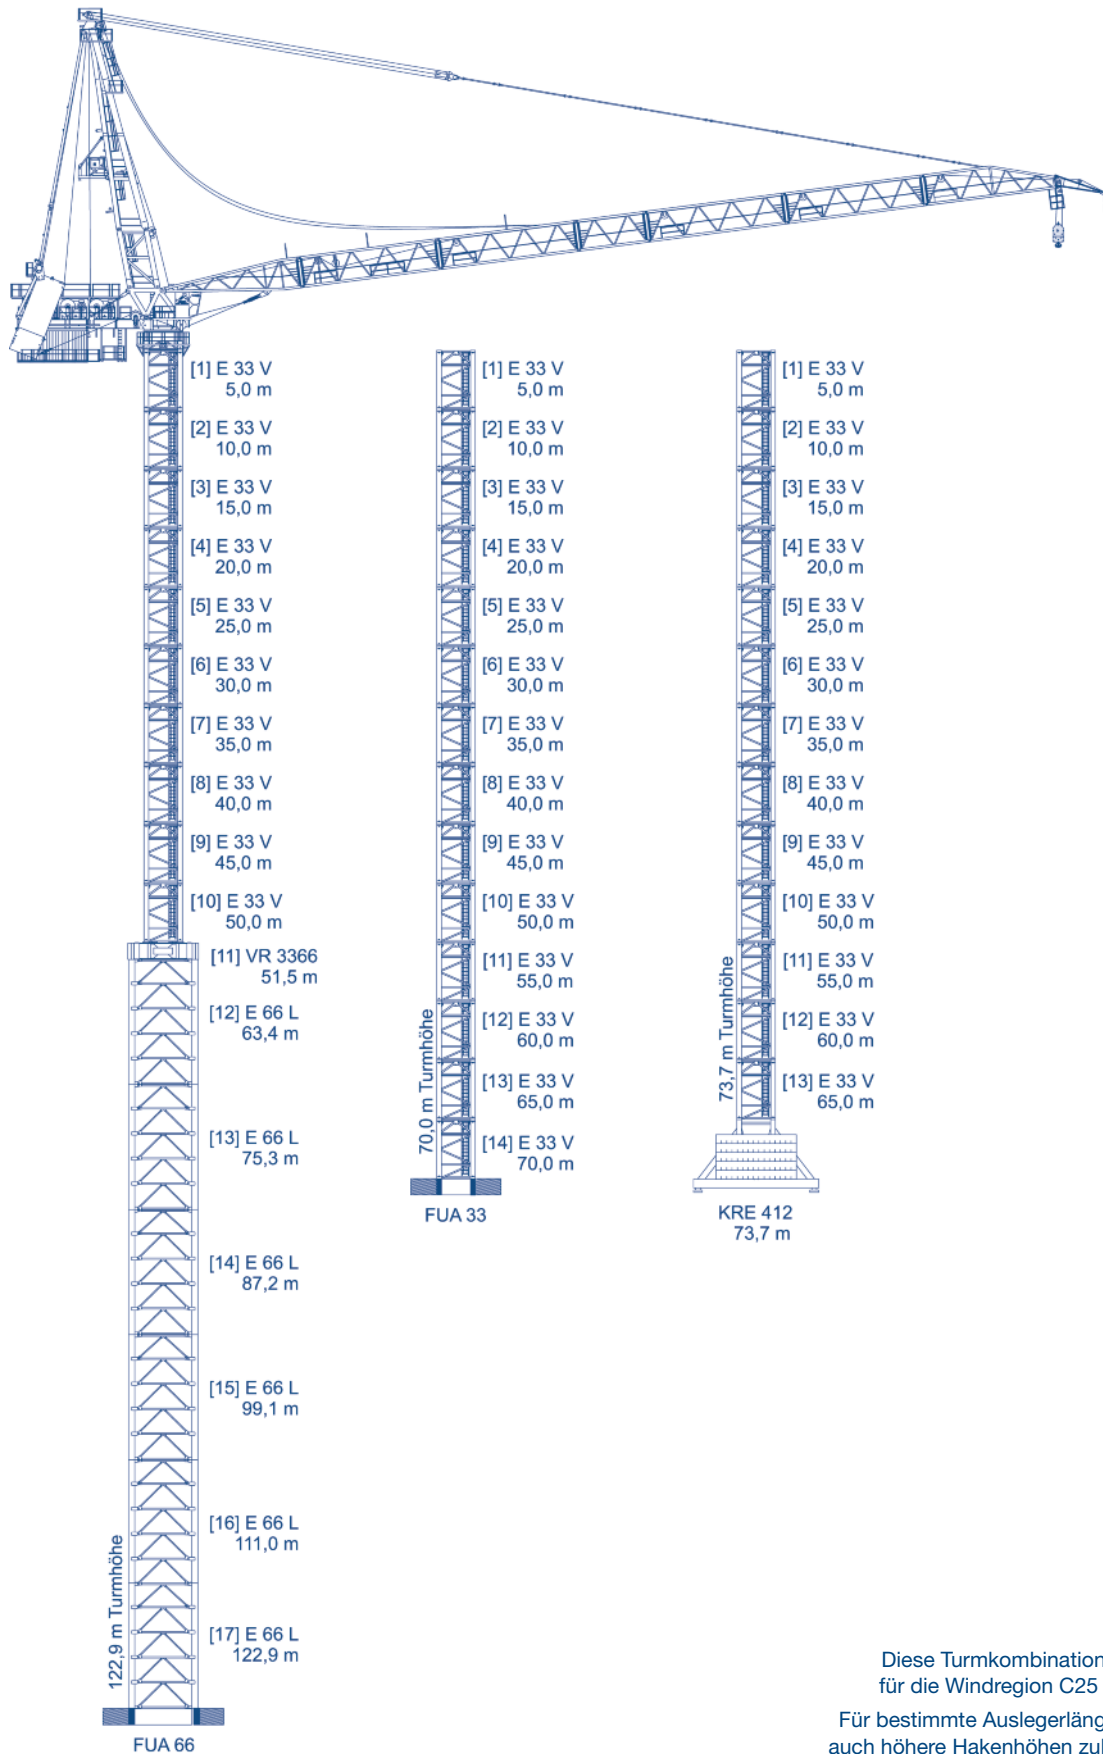 [1] E 33 V
5,0 m
[2] E 33 V
10,0 m
[3] E 33 V
15,0 m
[4] E 33 V
20,0 m
[5] E 33 V
25,0 m
[6] E 33 V
30,0 m
[7] E 33 V
35,0 m
[8] E 33 V
40,0 m
[9] E 33 V
45,0 m
[10] E 33 V
50,0 m
[11] VR 3366
51,5 m
[12] E 66 L
63,4 m
[13] E 66 L
75,3 m
[14] E 66 L
87,2 m
[15] E 66 L
99,1 m
[16] E 66 L
111,0 m
[17] E 66 L
122,9 m
122,9 m Turmhöhe
FUA 66
[1] E 33 V
5,0 m
[2] E 33 V
10,0 m
[3] E 33 V
15,0 m
[4] E 33 V
20,0 m
[5] E 33 V
25,0 m
[6] E 33 V
30,0 m
[7] E 33 V
35,0 m
[8] E 33 V
40,0 m
[9] E 33 V
45,0 m
[10] E 33 V
50,0 m
[11] E 33 V
55,0 m
[12] E 33 V
60,0 m
[13] E 33 V
65,0 m
[14] E 33 V
70,0 m
70,0 m Turmhöhe
FUA 33
[1] E 33 V
5,0 m
[2] E 33 V
10,0 m
[3] E 33 V
15,0 m
[4] E 33 V
20,0 m
[5] E 33 V
25,0 m
[6] E 33 V
30,0 m
[7] E 33 V
35,0 m
[8] E 33 V
40,0 m
[9] E 33 V
45,0 m
[10] E 33 V
50,0 m
[11] E 33 V
55,0 m
[12] E 33 V
60,0 m
[13] E 33 V
65,0 m
73,7 m Turmhöhe
KRE 412
73,7 m
Diese Turmkombination
für die Windregion C25
Für bestimmte Auslegerläng
auch höhere Hakenhöhen zul